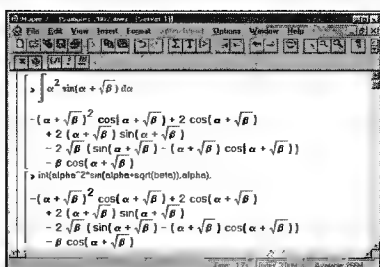 File Edit View Insert Format Options Window Help
> ∫ α² sin(α + √β) dα
-(α + √β)² cos(α + √β) + 2 cos(α + √β)
+ 2 (α + √β) sin(α + √β)
- 2 √β (sin(α + √β) - (α + √β) cos(α + √β))
- β cos(α + √β)
> int(alpha^2*sin(alpha+sqrt(beta)),alpha);
-(α + √β)² cos(α + √β) + 2 cos(α + √β)
+ 2 (α + √β) sin(α + √β)
- 2 √β (sin(α + √β) - (α + √β) cos(α + √β))
- β cos(α + √β)